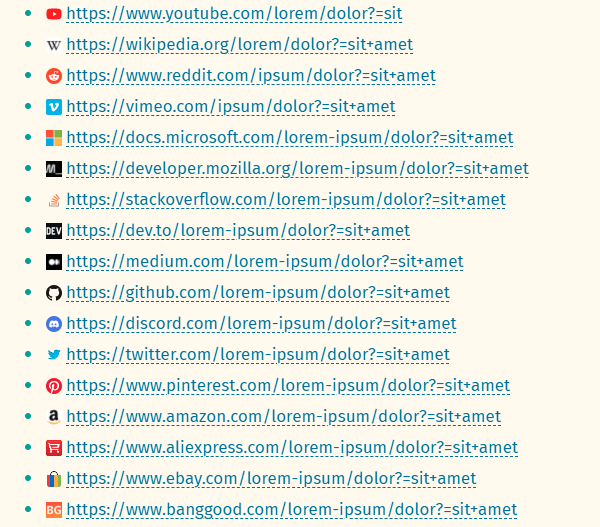 https://www.youtube.com/lorem/dolor?=sit
https://wikipedia.org/lorem/dolor?=sit+amet
https://www.reddit.com/ipsum/dolor?=sit+amet
https://vimeo.com/ipsum/dolor?=sit+amet
https://docs.microsoft.com/lorem-ipsum/dolor?=sit+amet
https://developer.mozilla.org/lorem-ipsum/dolor?=sit+amet
https://stackoverflow.com/lorem-ipsum/dolor?=sit+amet
DEV https://dev.to/lorem-ipsum/dolor?=sit+amet
https://medium.com/lorem-ipsum/dolor?=sit+amet
https://github.com/lorem-ipsum/dolor?=sit+amet
https://discord.com/lorem-ipsum/dolor?=sit+amet
https://twitter.com/lorem-ipsum/dolor?=sit+amet
https://www.pinterest.com/lorem-ipsum/dolor?=sit+amet
https://www.amazon.com/lorem-ipsum/dolor?=sit+amet
https://www.aliexpress.com/lorem-ipsum/dolor?=sit+amet
https://www.ebay.com/lorem-ipsum/dolor?=sit+amet
BG https://www.banggood.com/lorem-ipsum/dolor?=sit+amet